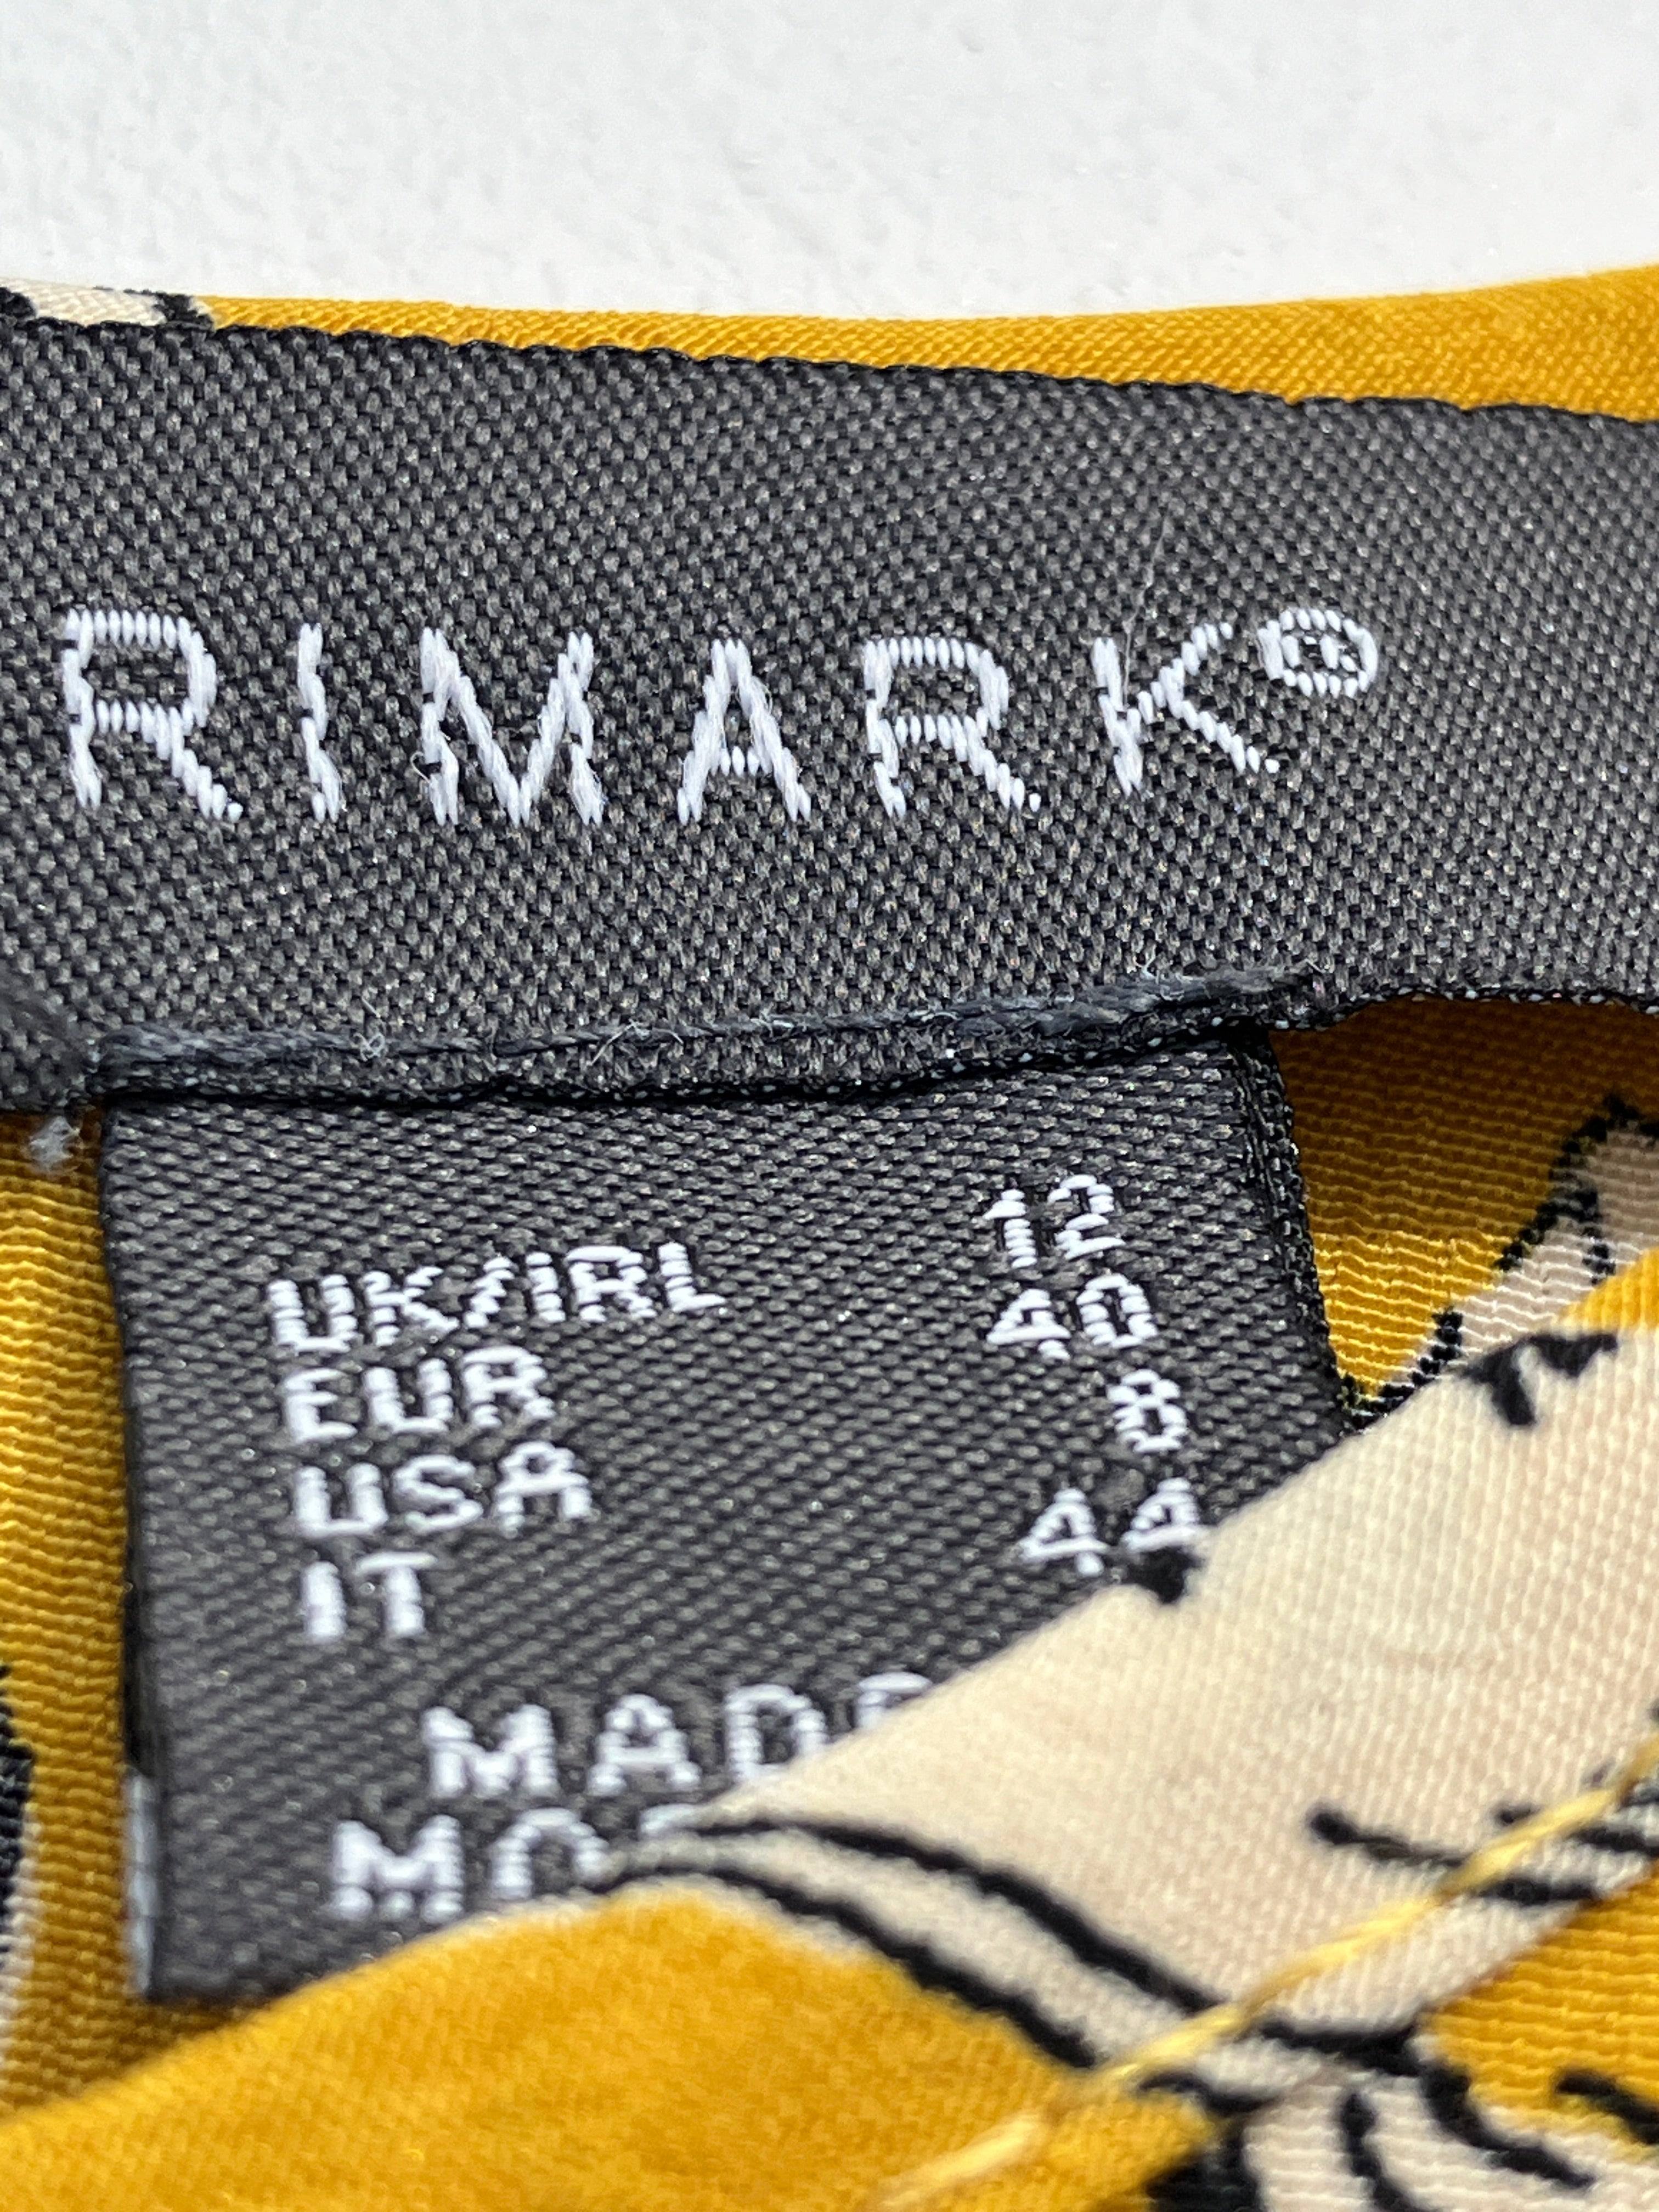 RIMARK®
UK/IRL 12
EUR 40
USA 8
IT 44
MADE
MO